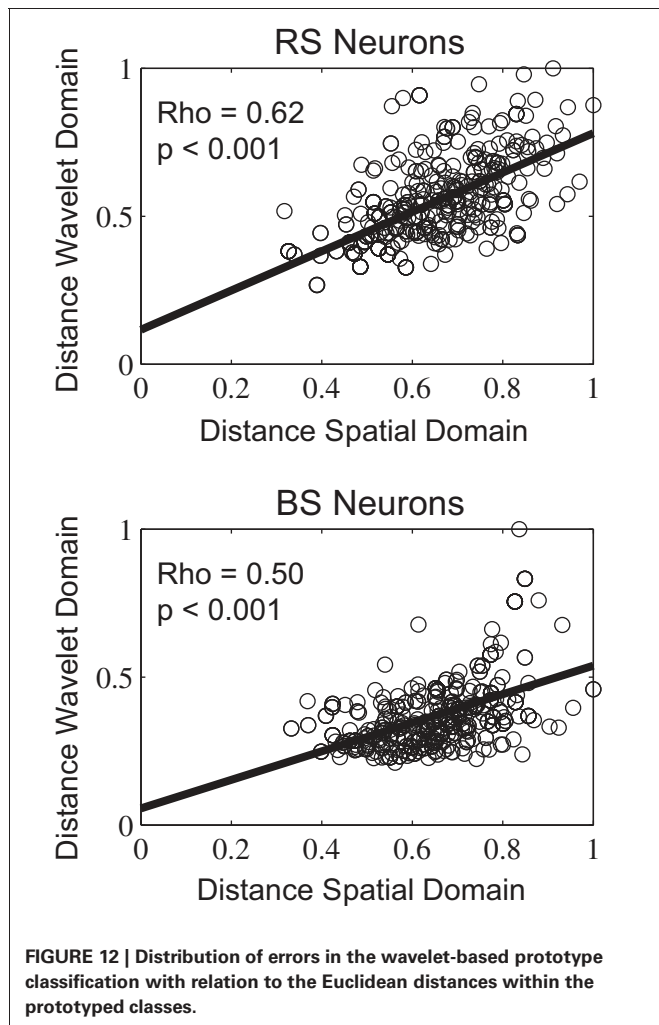 RS Neurons
Rho = 0.62
p < 0.001
Distance Wavelet Domain
1
0.5
0
0 0.2 0.4 0.6 0.8 1
Distance Spatial Domain
BS Neurons
Rho = 0.50
p < 0.001
Distance Wavelet Domain
1
0.5
0
0 0.2 0.4 0.6 0.8 1
Distance Spatial Domain
FIGURE 12 | Distribution of errors in the wavelet-based prototype
classification with relation to the Euclidean distances within the
prototyped classes.